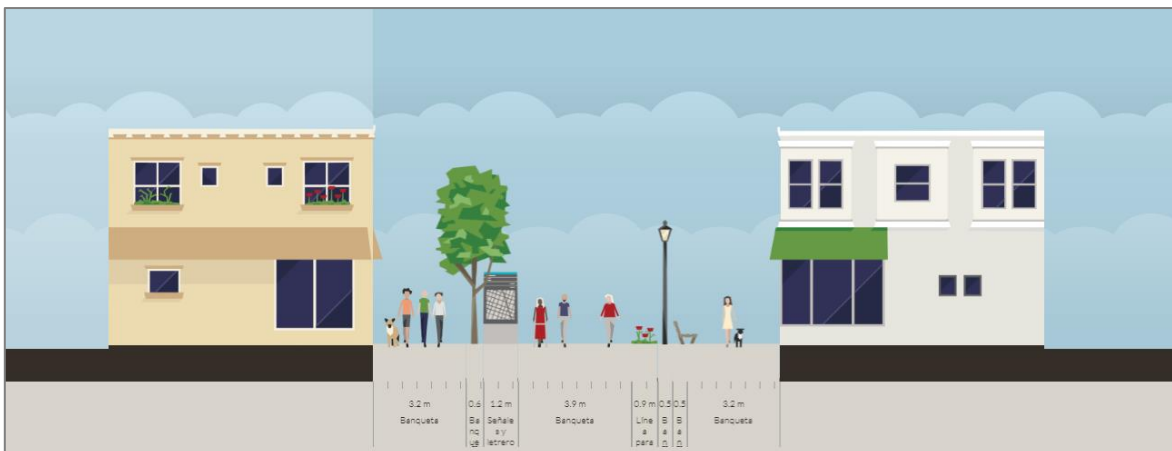 3.2 m
Banqueta
0.6
Ba
nq
ue
1.2 m
Señale
s y
letrero
3.9 m
Banqueta
0.9 m
Líne
a
para
0.5
B
a
n
0.5
B
a
n
3.2 m
Banqueta